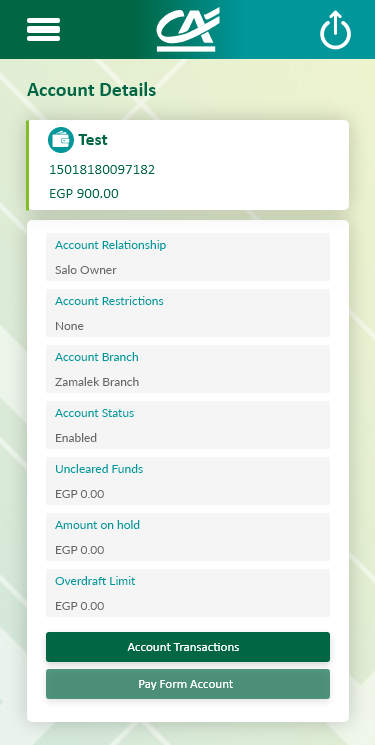 CA
Account Details
Test
15018180097182
EGP 900.00
Account Relationship
Salo Owner
Account Restrictions
None
Account Branch
Zamalek Branch
Account Status
Enabled
Uncleared Funds
EGP 0.00
Amount on hold
EGP 0.00
Overdraft Limit
EGP 0.00
Account Transactions
Pay Form Account